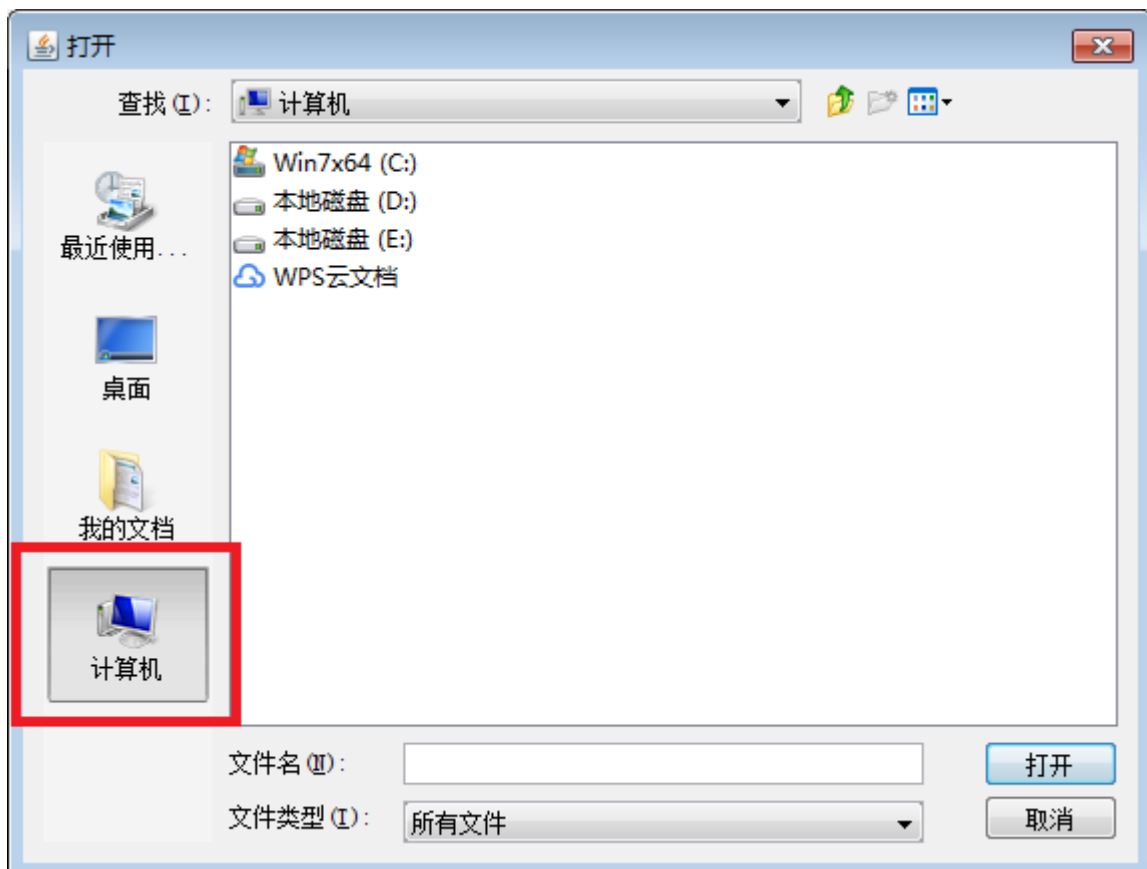 打开
查找(I):
计算机
Win7x64 (C:)
本地磁盘 (D:)
本地磁盘 (E:)
WPS云文档
最近使用...
桌面
我的文档
计算机
文件名(N):
打开
文件类型(I):
所有文件
取消